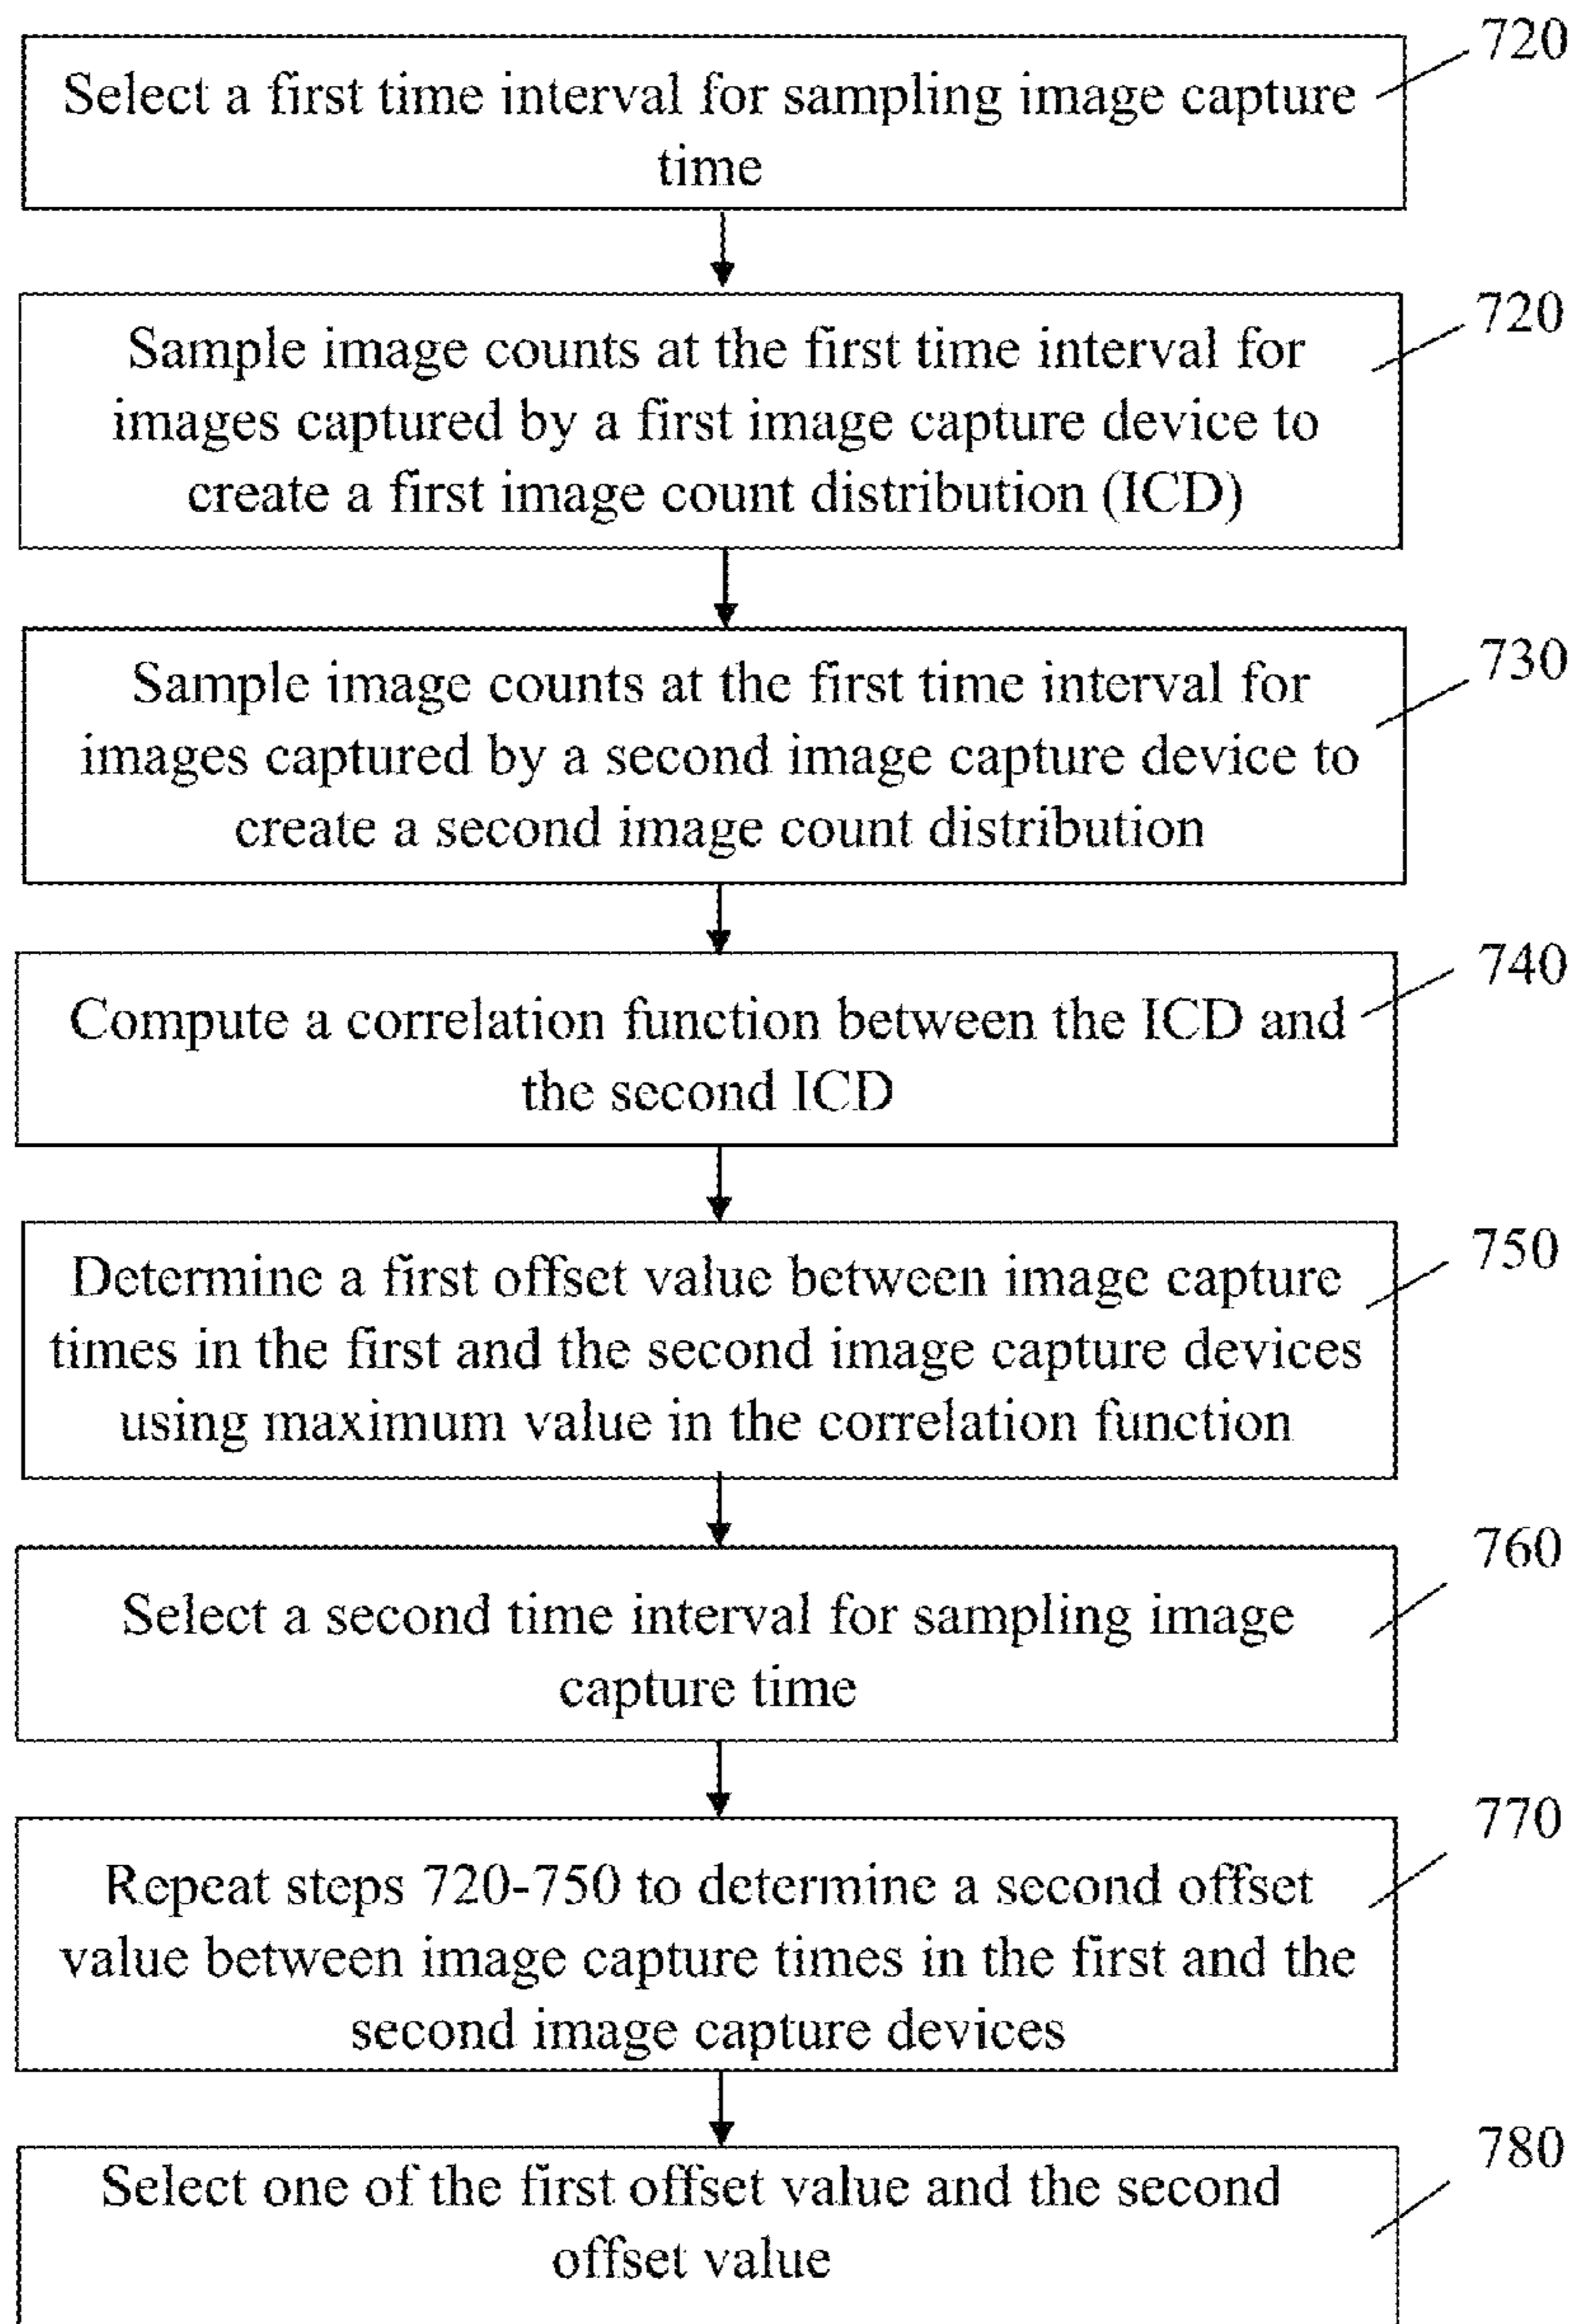 720
Select a first time interval for sampling image capture
time
720
Sample image counts at the first time interval for
images captured by a first image capture device to
create a first image count distribution (ICD)
730
Sample image counts at the first time interval for
images captured by a second image capture device to
create a second image count distribution
740
Compute a correlation function between the ICD and
the second ICD
750
Determine a first offset value between image capture
times in the first and the second image capture devices
using maximum value in the correlation function
760
Select a second time interval for sampling image
capture time
770
Repeat steps 720-750 to determine a second offset
value between image capture times in the first and the
second image capture devices
780
Select one of the first offset value and the second
offset value